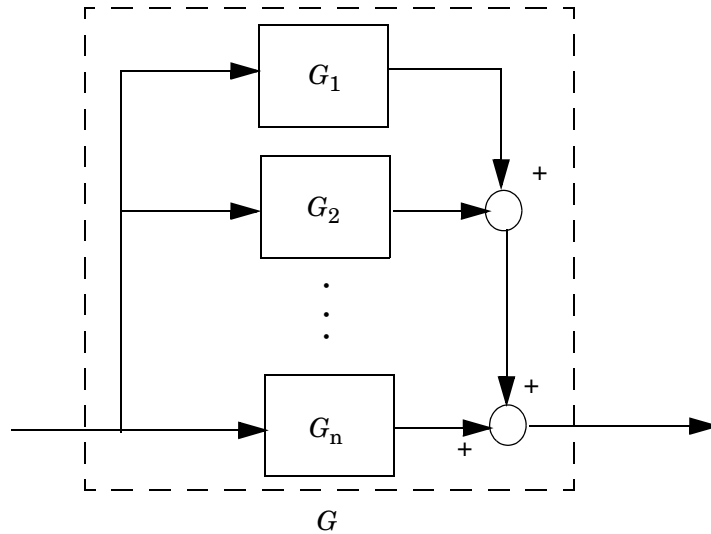 G₁
+
G₂
.
.
.
+
Gₙ
+
G